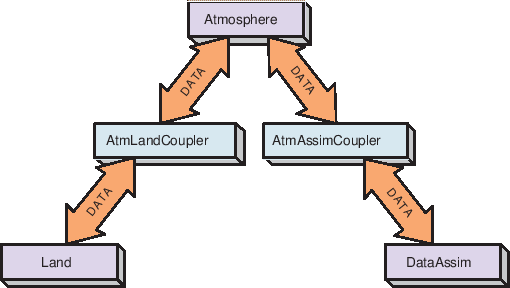 Atmosphere
DATA
DATA
AtmLandCoupler
AtmAssimCoupler
DATA
DATA
Land
DataAssim